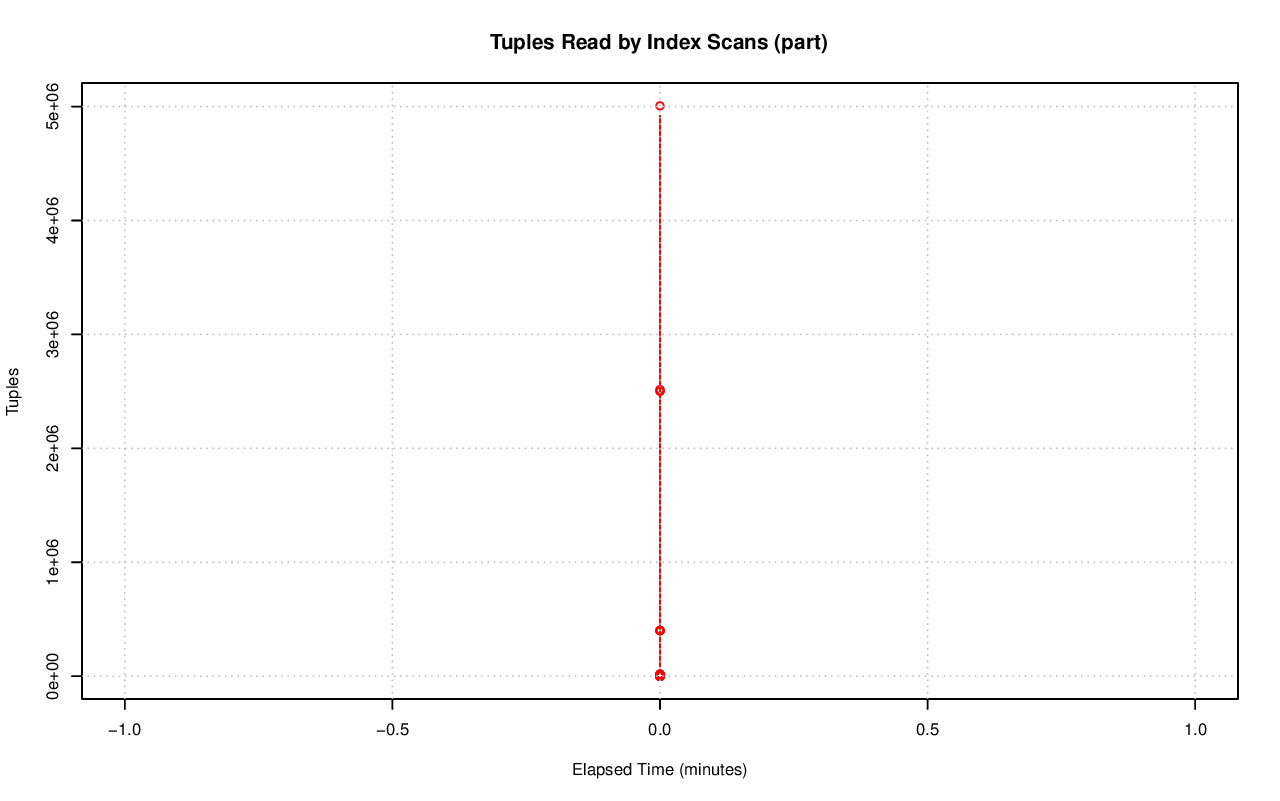 Tuples Read by Index Scans (part)
Tuples
5e+06
4e+06
3e+06
2e+06
1e+06
0e+00
−1.0
−0.5
0.0
0.5
1.0
Elapsed Time (minutes)